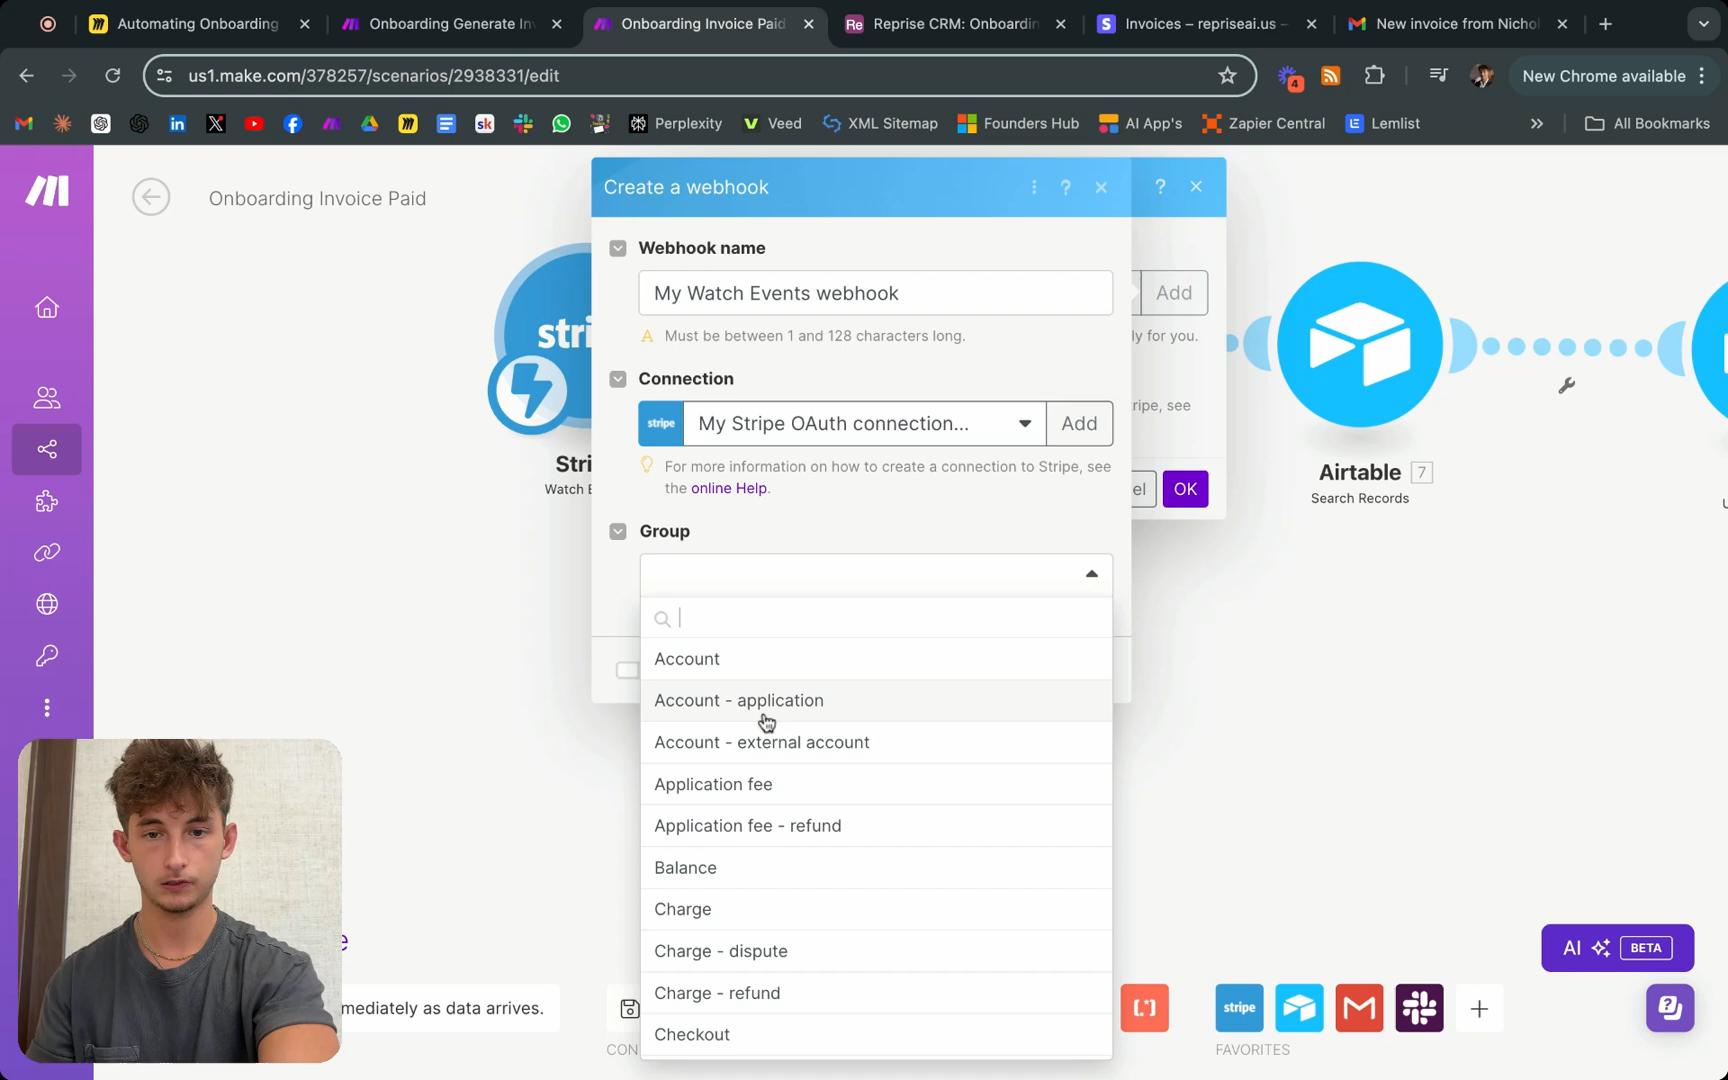 Automating Onboarding
Onboarding Generate In
Onboarding Invoice Paid
Reprise CRM: Onboardin
Invoices – repriseai.us –
New invoice from Nichol
us1.make.com/378257/scenarios/2938331/edit
4
New Chrome available
Perplexity
Veed
XML Sitemap
Founders Hub
AI App's
Zapier Central
Lemlist
All Bookmarks
Onboarding Invoice Paid
Create a webhook
Webhook name
My Watch Events webhook
Add
Must be between 1 and 128 characters long.
ly for you.
Connection
stripe
My Stripe OAuth connection...
Add
For more information on how to create a connection to Stripe, see
the online Help.
tripe, see
el
OK
Group
Account
Account - application
Account - external account
Application fee
Application fee - refund
Balance
Charge
Charge - dispute
Charge - refund
Checkout
stri
Stri
Watch E
Airtable 7
Search Records
e
mediately as data arrives.
CON
stripe
FAVORITES
AI BETA